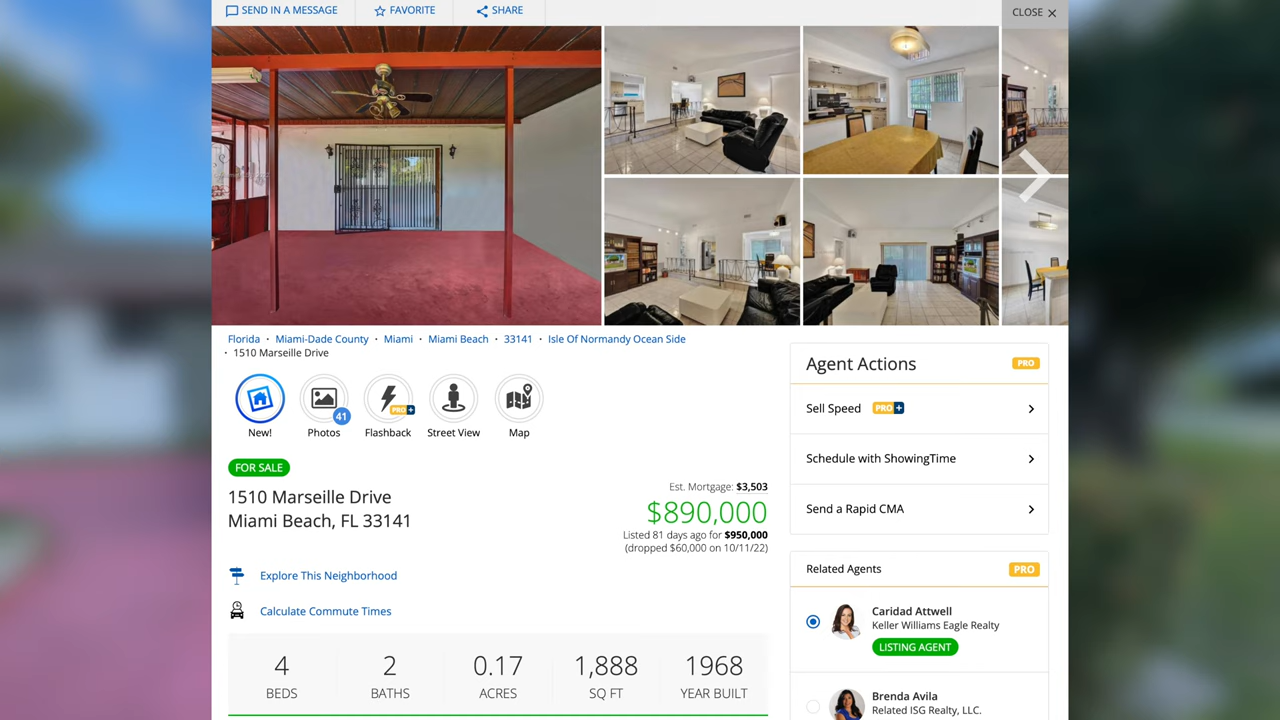 SEND IN A MESSAGE
FAVORITE
SHARE
CLOSE
Florida · Miami-Dade County · Miami · Miami Beach · 33141 · Isle Of Normandy Ocean Side
· 1510 Marseille Drive
New!
41
Photos
PRO+
Flashback
Street View
Map
FOR SALE
1510 Marseille Drive
Miami Beach, FL 33141
Est. Mortgage: $3,503
$890,000
Listed 81 days ago for $950,000
(dropped $60,000 on 10/11/22)
Explore This Neighborhood
Calculate Commute Times
4
BEDS
2
BATHS
0.17
ACRES
1,888
SQ FT
1968
YEAR BUILT
Agent Actions PRO
Sell Speed PRO+
Schedule with ShowingTime
Send a Rapid CMA
Related Agents PRO
Caridad Attwell
Keller Williams Eagle Realty
LISTING AGENT
Brenda Avila
Related ISG Realty, LLC.